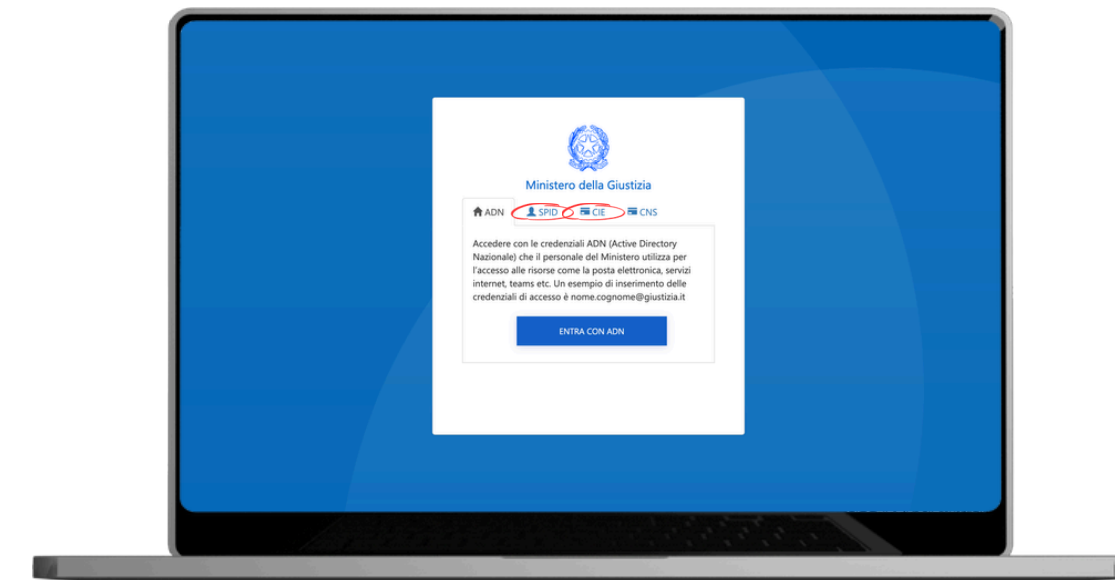 Ministero della Giustizia
ADN SPID CIE CNS
Accedere con le credenziali ADN (Active Directory
Nazionale) che il personale del Ministero utilizza per
l'accesso alle risorse come la posta elettronica, servizi
internet, teams etc. Un esempio di inserimento delle
credenziali di accesso è nome.cognome@giustizia.it
ENTRA CON ADN